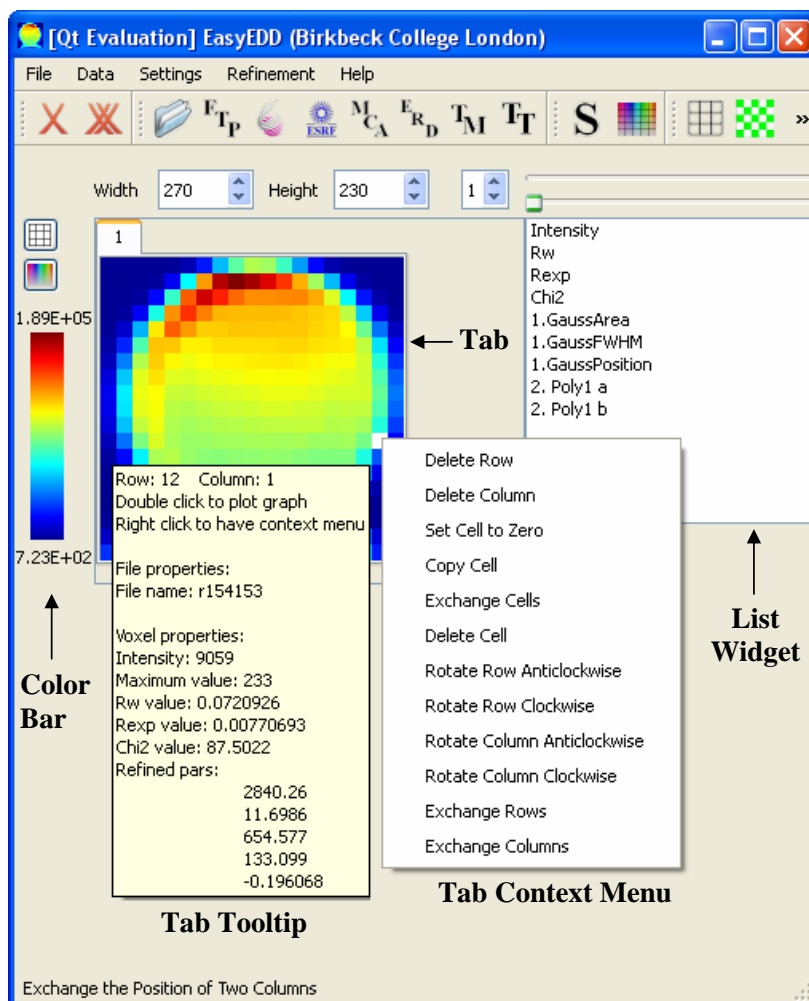 [Qt Evaluation] EasyEDD (Birkbeck College London)
File Data Settings Refinement Help
FTP ESRF MCA ERD TM TT S »
Width 270 Height 230 1
1
Intensity
Rw
Rexp
Chi2
1.GaussArea
1.GaussFWHM
1.GaussPosition
2. Poly1 a
2. Poly1 b
1.89E+05
7.23E+02
Tab
Color
Bar
List
Widget
Row: 12 Column: 1
Double click to plot graph
Right click to have context menu
File properties:
File name: r154153
Voxel properties:
Intensity: 9059
Maximum value: 233
Rw value: 0.0720926
Rexp value: 0.00770693
Chi2 value: 87.5022
Refined pars:
2840.26
11.6986
654.577
133.099
-0.196068
Tab Tooltip
Delete Row
Delete Column
Set Cell to Zero
Copy Cell
Exchange Cells
Delete Cell
Rotate Row Anticlockwise
Rotate Row Clockwise
Rotate Column Anticlockwise
Rotate Column Clockwise
Exchange Rows
Exchange Columns
Tab Context Menu
Exchange the Position of Two Columns